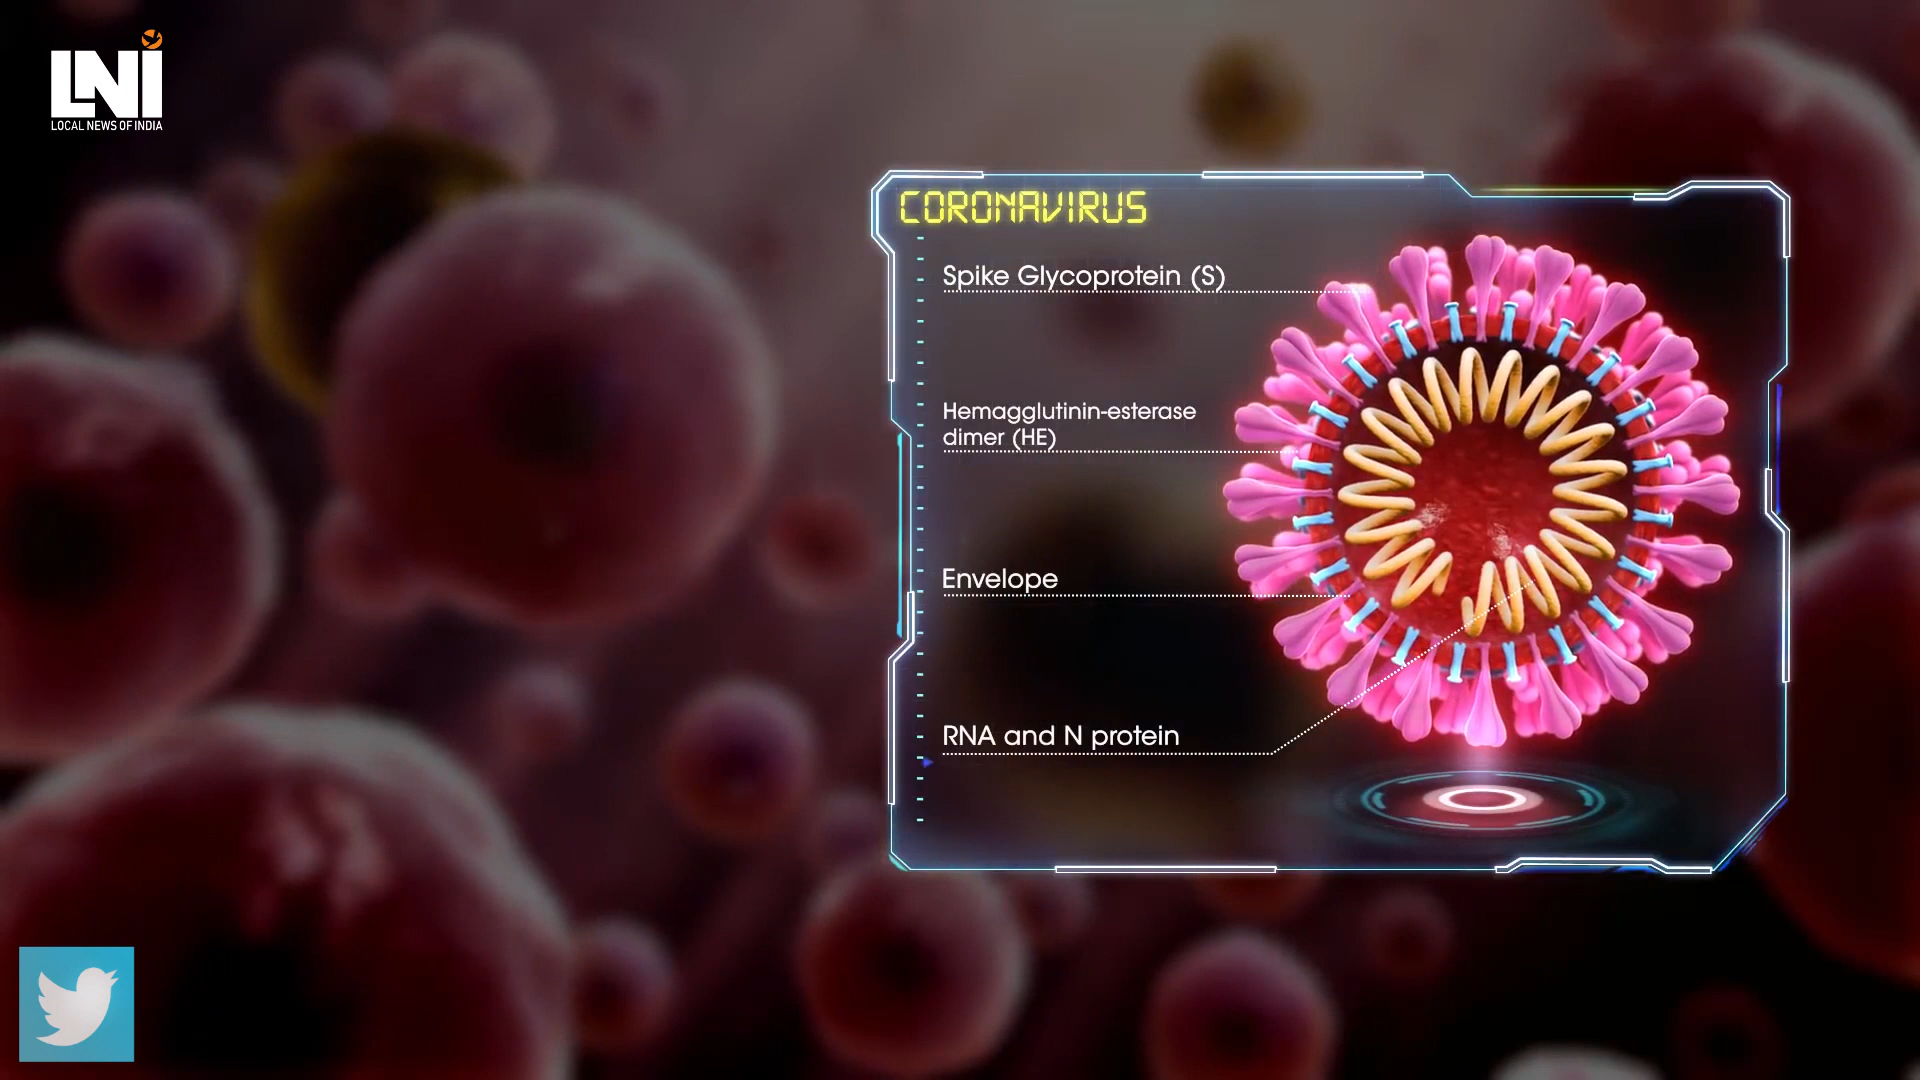 LNI
LOCAL NEWS OF INDIA
CORONAVIRUS
Spike Glycoprotein (S)
Hemagglutinin-esterase
dimer (HE)
Envelope
RNA and N protein